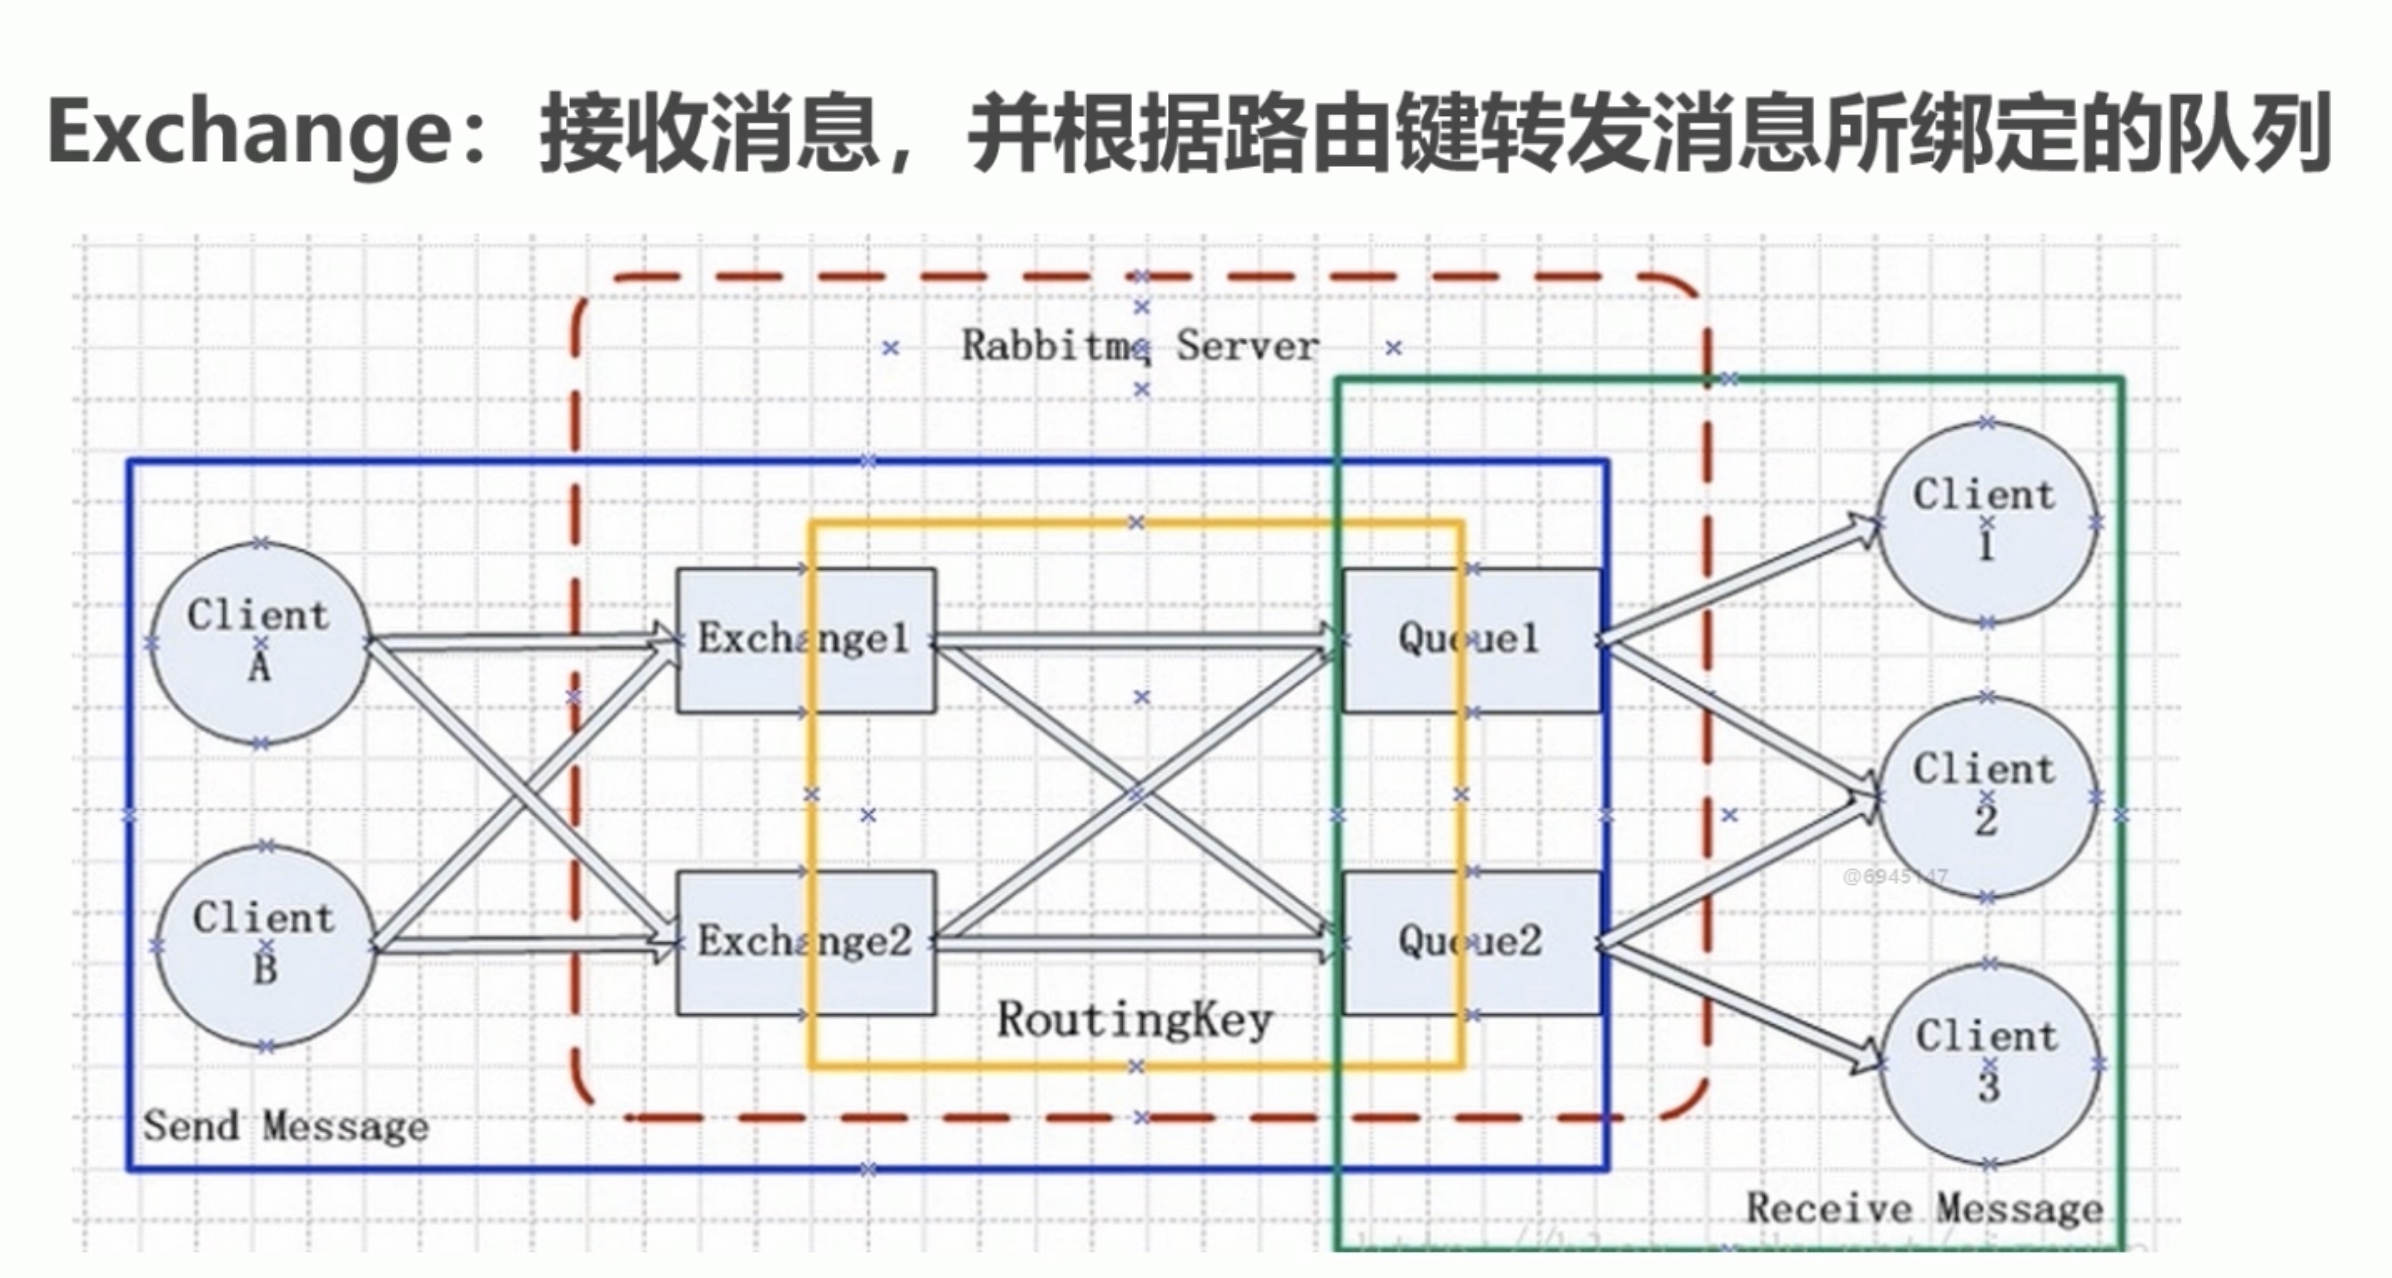 Exchange：接收消息，并根据路由键转发消息所绑定的队列
Rabbitmq Server
Client
1
Client
A
Exchange1
Queue1
Client
2
@6945147
Client
B
Exchange2
Queue2
RoutingKey
Client
3
Send Message
Receive Message